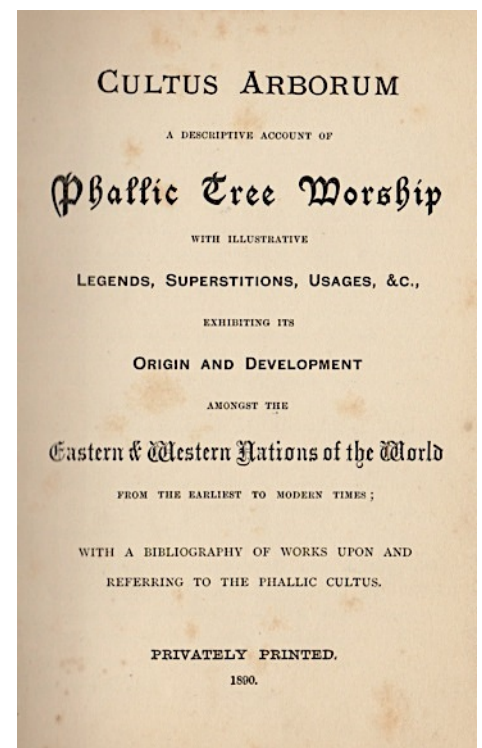 CULTUS ARBORUM
A DESCRIPTIVE ACCOUNT OF
Phallic Tree Worship
WITH ILLUSTRATIVE
LEGENDS, SUPERSTITIONS, USAGES, &C.,
EXHIBITING ITS
ORIGIN AND DEVELOPMENT
AMONGST THE
Eastern & Western Nations of the World
FROM THE EARLIEST TO MODERN TIMES;
WITH A BIBLIOGRAPHY OF WORKS UPON AND
REFERRING TO THE PHALLIC CULTUS.
PRIVATELY PRINTED.
1890.